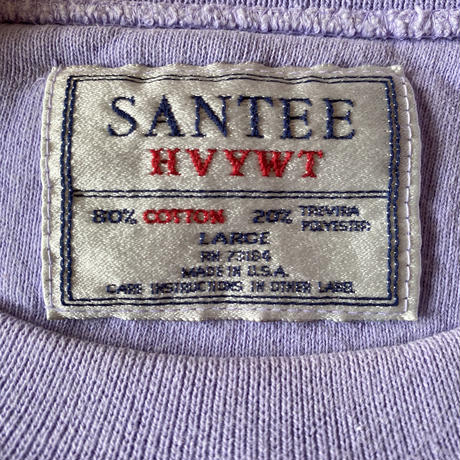 SANTEE
HVYWT
80% COTTON 20% TREVIRA POLYESTER
LARGE
RN 73184
MADE IN U.S.A.
CARE INSTRUCTIONS IN OTHER LABEL